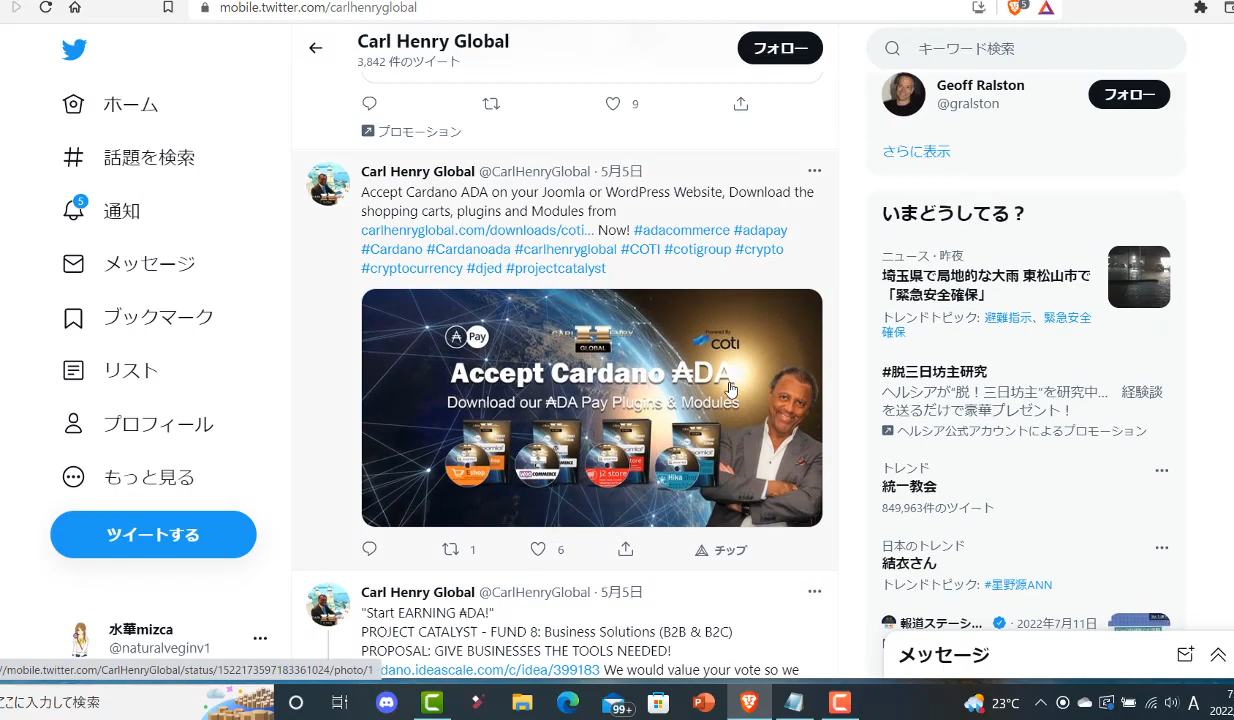 mobile.twitter.com/carlhenryglobal
5
ホーム
話題を検索
5
通知
メッセージ
ブックマーク
リスト
プロフィール
もっと見る
ツイートする
水華mizca
@naturalveginv1
Carl Henry Global
3,842 件のツイート
フォロー
9
プロモーション
Carl Henry Global @CarlHenryGlobal · 5月5日
Accept Cardano ADA on your Joomla or WordPress Website, Download the
shopping carts, plugins and Modules from
carlhenryglobal.com/downloads/coti... Now! #adacommerce #adapay
#Cardano #Cardanoada #carlhenryglobal #COTI #cotigroup #crypto
#cryptocurrency #djed #projectcatalyst
₳ Pay
GLOBAL
Powered By
coti
Accept Cardano ₳DA
Download our ₳DA Pay Plugins & Modules
1
6
チップ
Carl Henry Global @CarlHenryGlobal · 5月5日
"Start EARNING ₳DA!"
PROJECT CATALYST - FUND 8: Business Solutions (B2B & B2C)
PROPOSAL: GIVE BUSINESSES THE TOOLS NEEDED!
dano.ideascale.com/c/idea/399183 We would value your vote so we
キーワード検索
Geoff Ralston
@gralston
フォロー
さらに表示
いまどうしてる？
ニュース · 昨夜
埼玉県で局地的な大雨 東松山市で
「緊急安全確保」
トレンドトピック: 避難指示、緊急安全
確保
#脱三日坊主研究
ヘルシアが“脱！三日坊主”を研究中... 経験談
を送るだけで豪華プレゼント！
ヘルシア公式アカウントによるプロモーション
トレンド
統一教会
849,963件のツイート
日本のトレンド
結衣さん
トレンドトピック: #星野源ANN
報道ステーシ... · 2022年7月11日
メッセージ
//mobile.twitter.com/CarlHenryGlobal/status/1522173597183361024/photo/1
ここに入力して検索
99+
23°C
A
7
2022